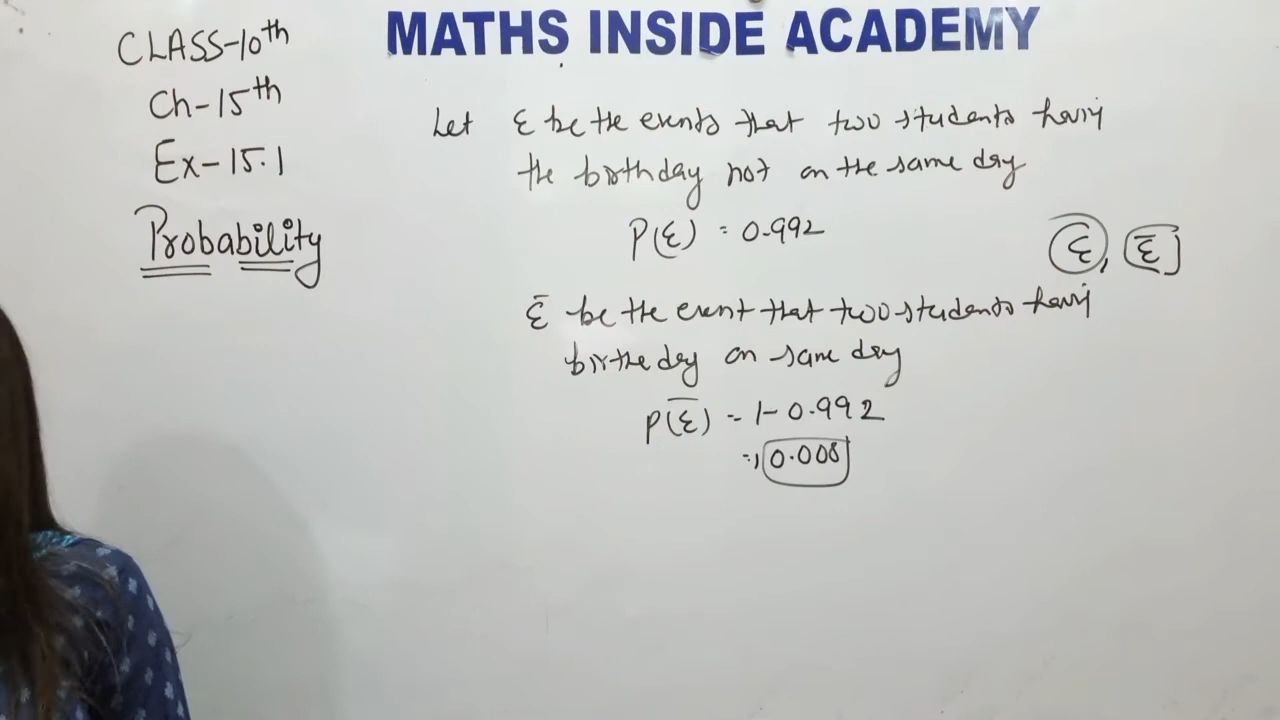 MATHS INSIDE ACADEMY
CLASS-10th
Ch-15th
Ex-15.1
Probability
Let ε be the events that two students having
the birthday not on the same day
P(ε) = 0.992
ε, ε̅
ε̅ be the event that two students having
birthe day on same day
P(ε̅) = 1-0.992
= 0.008